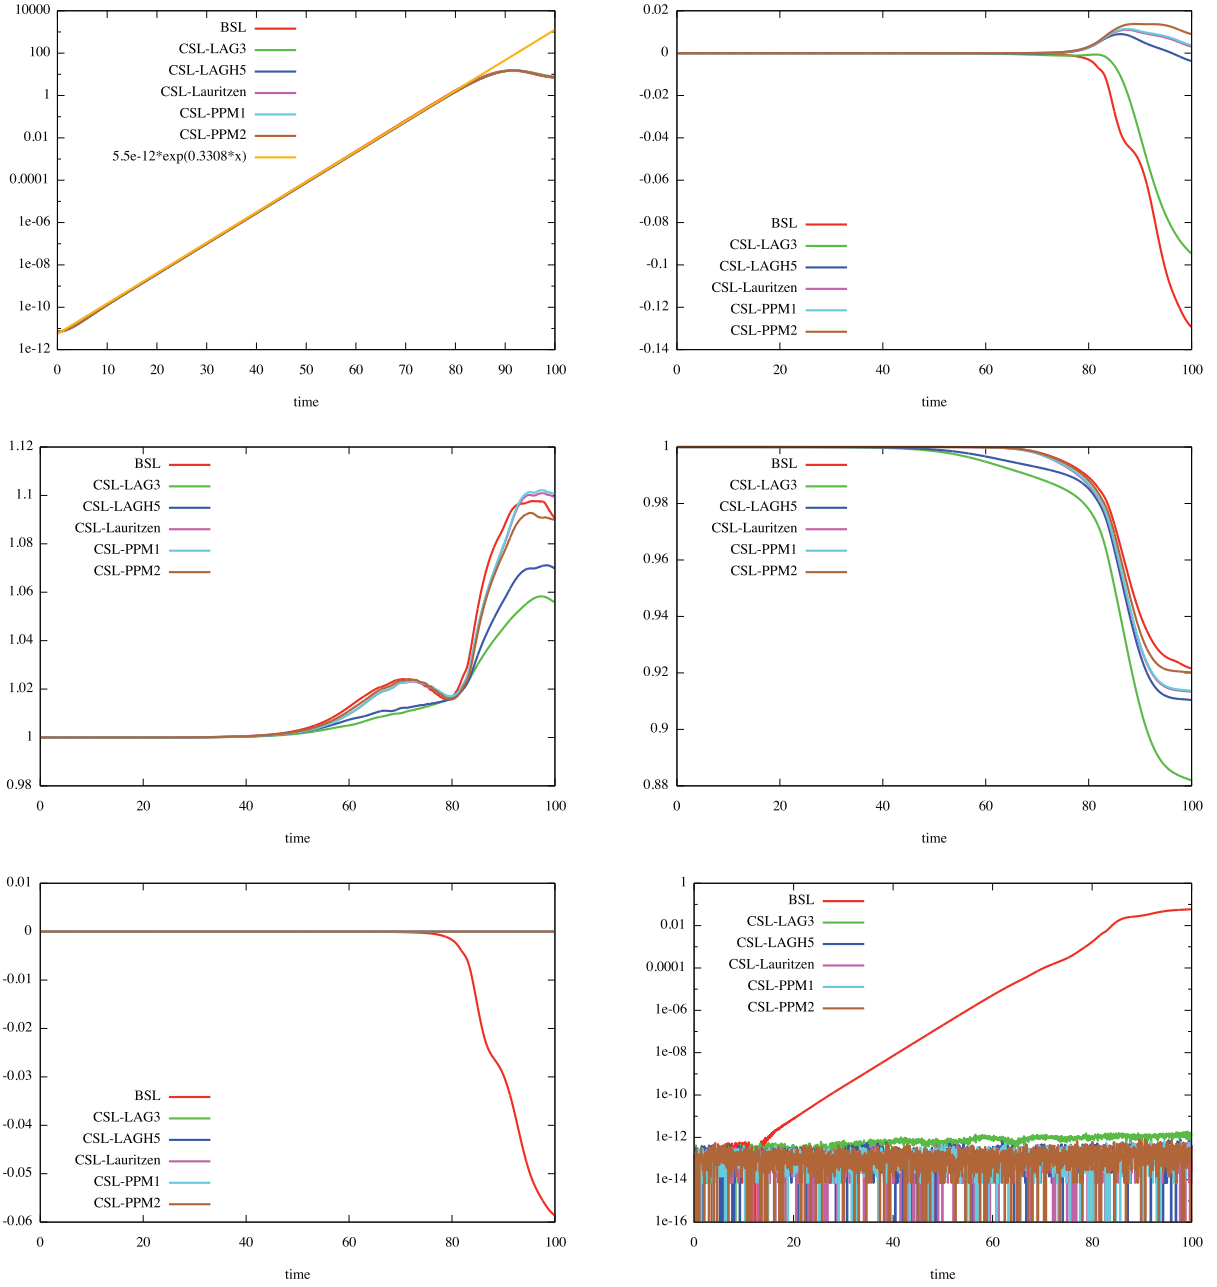 10000
100
1
0.01
0.0001
1e-06
1e-08
1e-10
1e-12
BSL
CSL-LAG3
CSL-LAGH5
CSL-Lauritzen
CSL-PPM1
CSL-PPM2
5.5e-12*exp(0.3308*x)
0 10 20 30 40 50 60 70 80 90 100
time
0.02
0
-0.02
-0.04
-0.06
-0.08
-0.1
-0.12
-0.14
BSL
CSL-LAG3
CSL-LAGH5
CSL-Lauritzen
CSL-PPM1
CSL-PPM2
0 20 40 60 80 100
time
1.12
1.1
1.08
1.06
1.04
1.02
1
0.98
BSL
CSL-LAG3
CSL-LAGH5
CSL-Lauritzen
CSL-PPM1
CSL-PPM2
0 20 40 60 80 100
time
1
0.98
0.96
0.94
0.92
0.9
0.88
BSL
CSL-LAG3
CSL-LAGH5
CSL-Lauritzen
CSL-PPM1
CSL-PPM2
0 20 40 60 80 100
time
0.01
0
-0.01
-0.02
-0.03
-0.04
-0.05
-0.06
BSL
CSL-LAG3
CSL-LAGH5
CSL-Lauritzen
CSL-PPM1
CSL-PPM2
0 20 40 60 80 100
time
1
0.01
0.0001
1e-06
1e-08
1e-10
1e-12
1e-14
1e-16
BSL
CSL-LAG3
CSL-LAGH5
CSL-Lauritzen
CSL-PPM1
CSL-PPM2
0 20 40 60 80 100
time